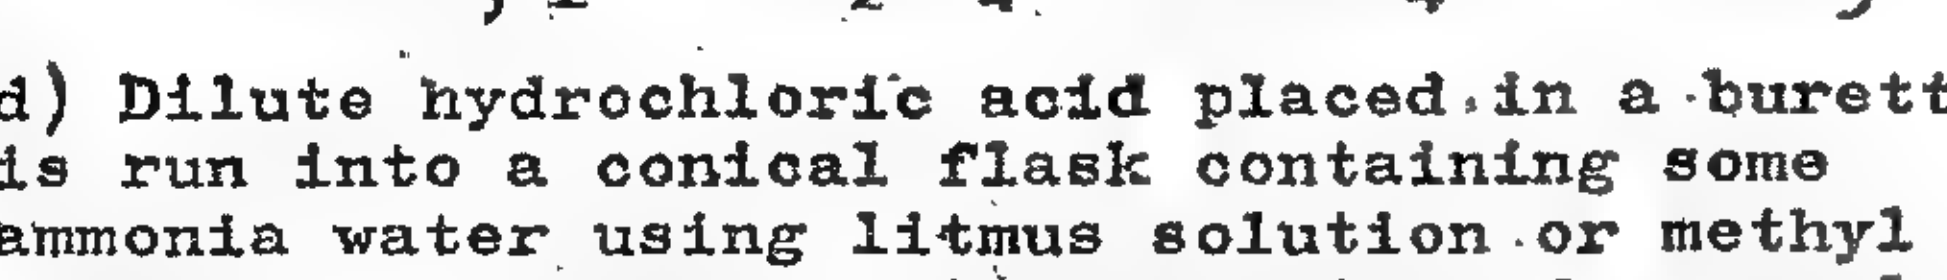 d) Dilute hydrochloric acid placed in a burett
is run into a conical flask containing some
ammonia water using litmus solution or methyl